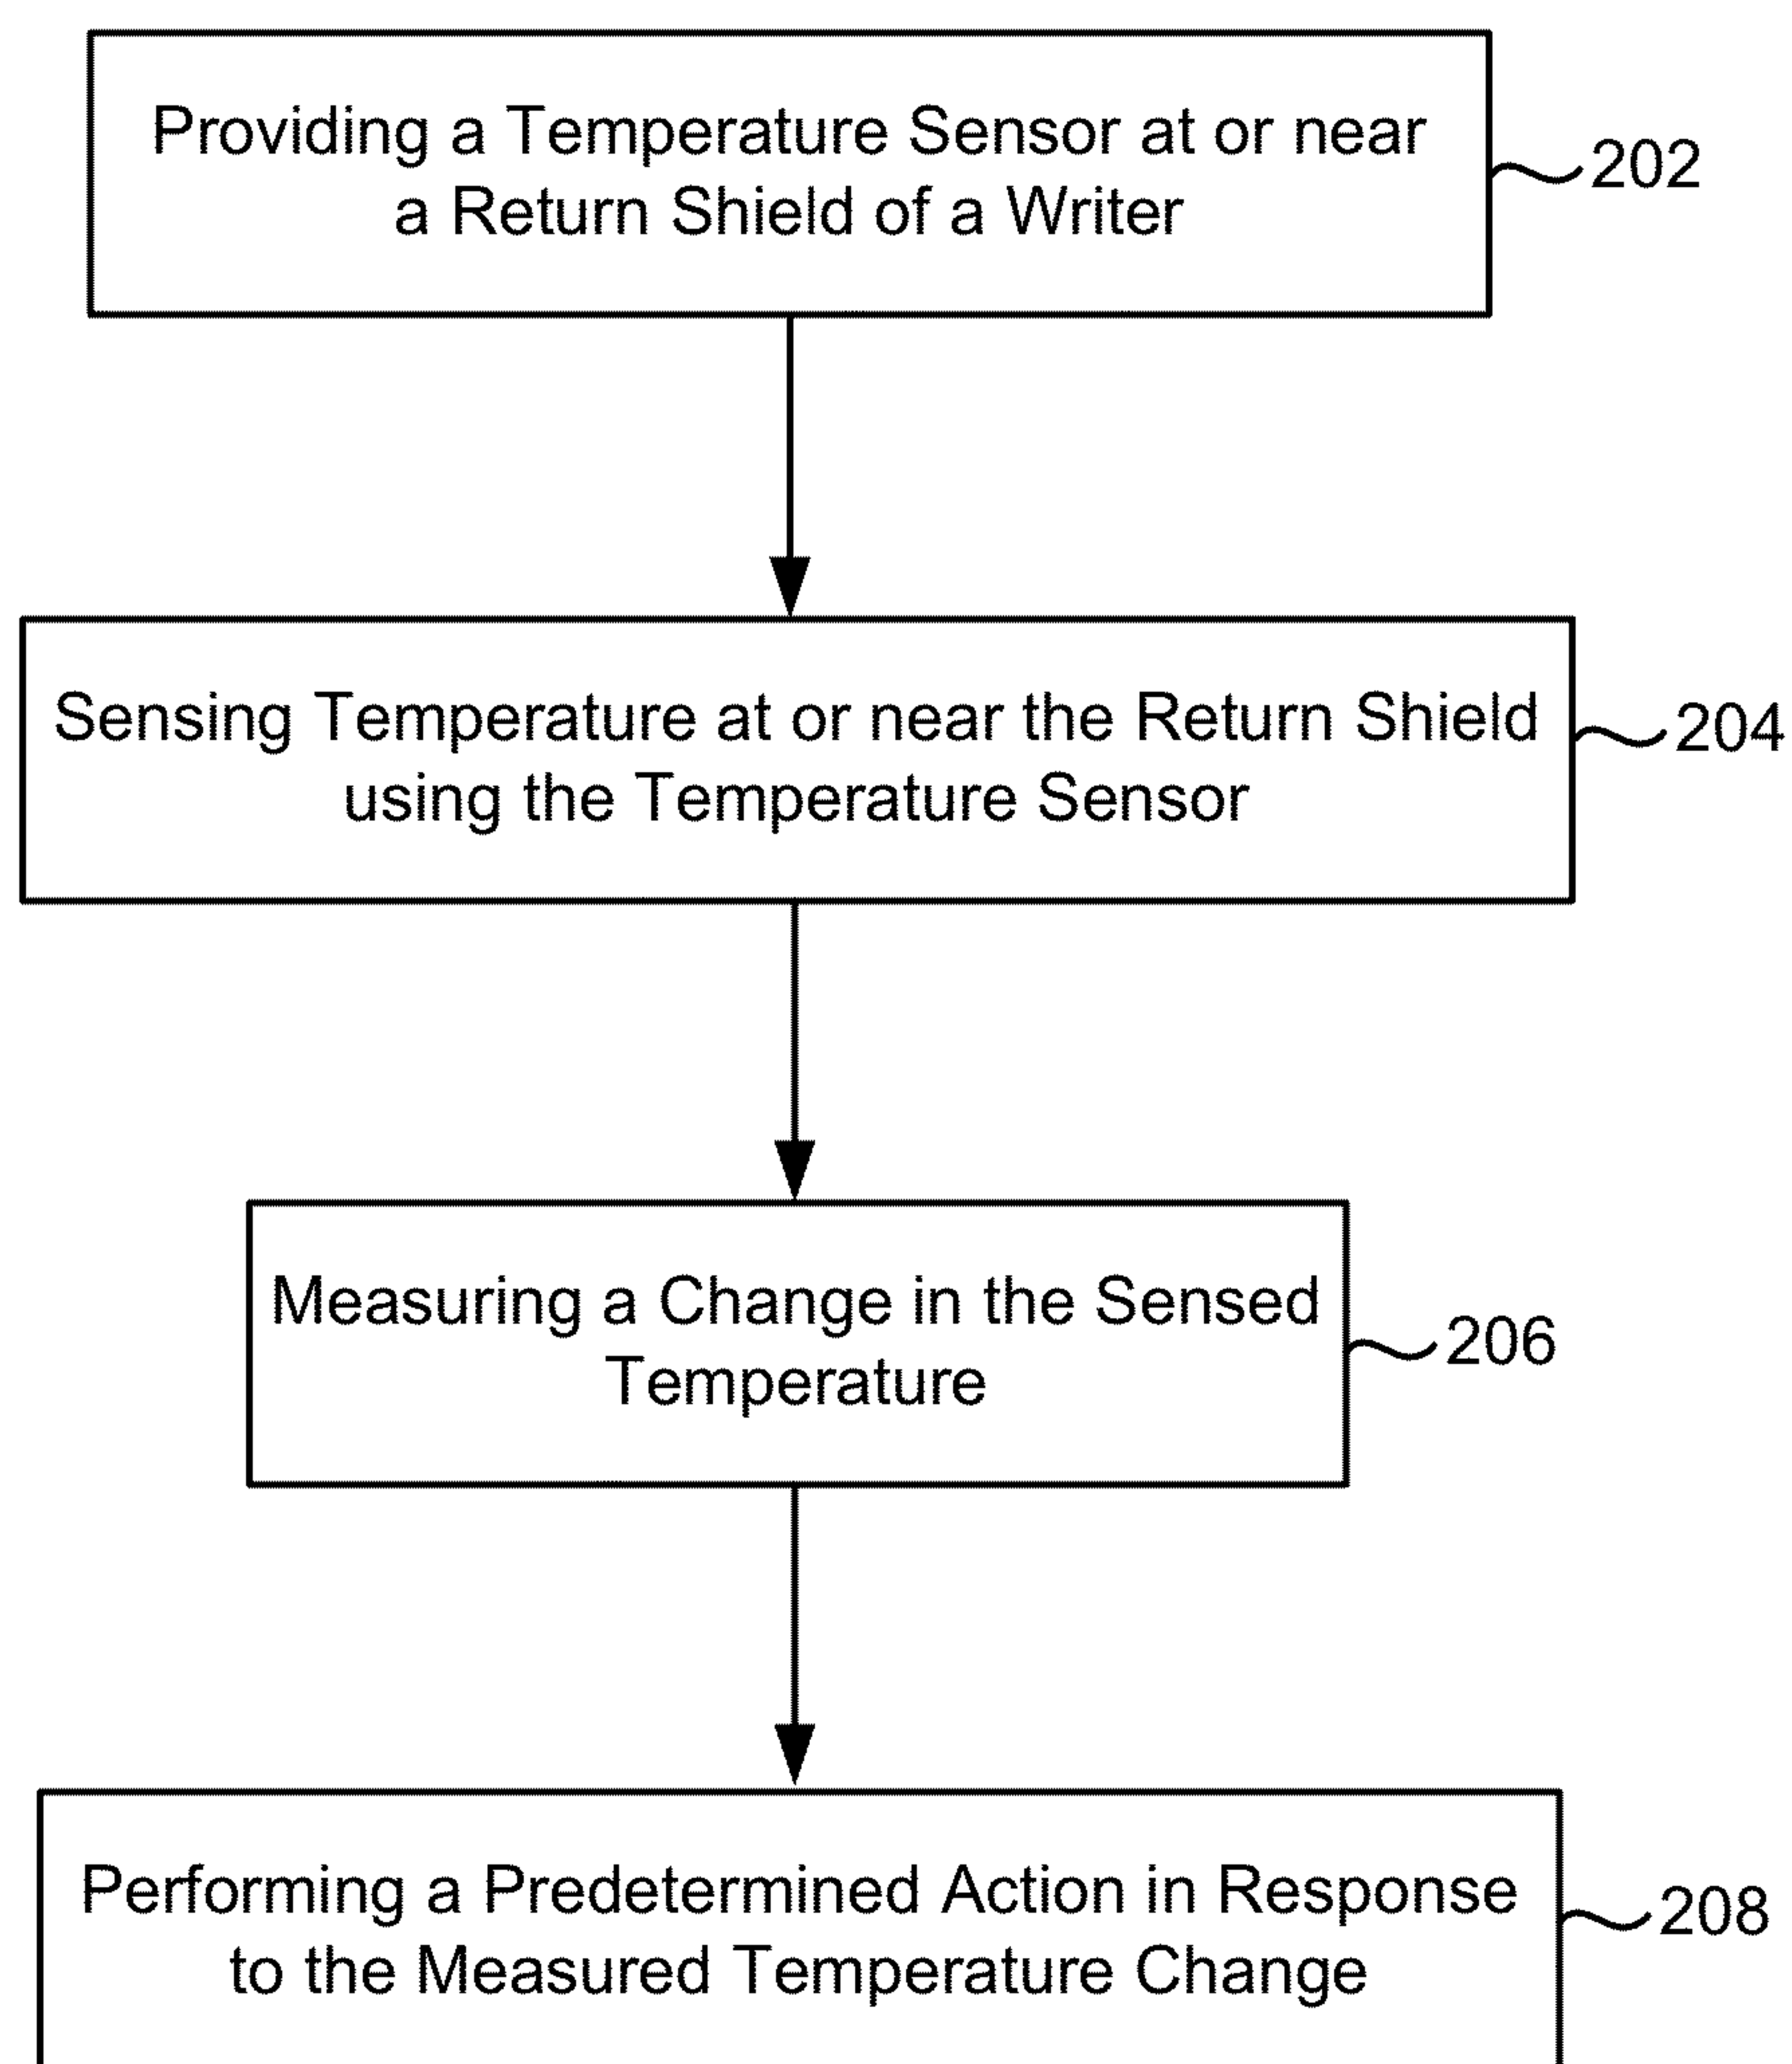 Providing a Temperature Sensor at or near
a Return Shield of a Writer
202
Sensing Temperature at or near the Return Shield
using the Temperature Sensor
204
Measuring a Change in the Sensed
Temperature
206
Performing a Predetermined Action in Response
to the Measured Temperature Change
208